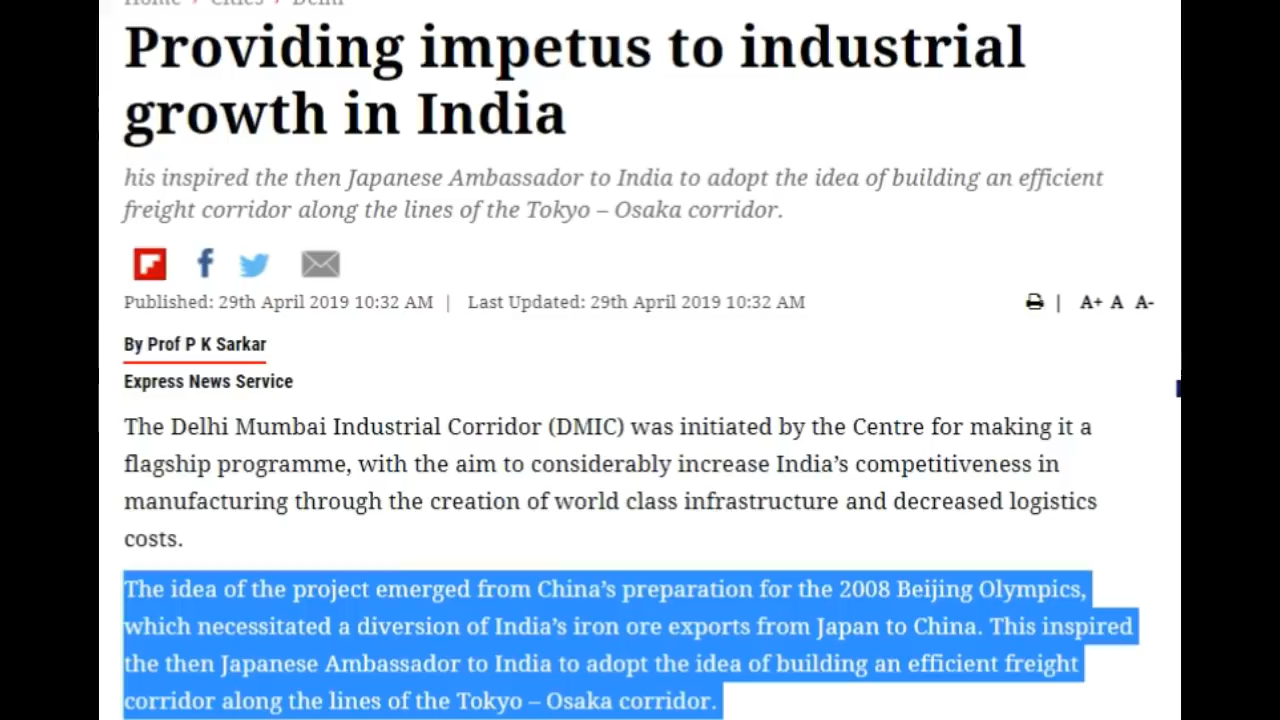 Home / Cities / Delhi
Providing impetus to industrial
growth in India
his inspired the then Japanese Ambassador to India to adopt the idea of building an efficient
freight corridor along the lines of the Tokyo – Osaka corridor.
Published: 29th April 2019 10:32 AM | Last Updated: 29th April 2019 10:32 AM | A+ A A-
By Prof P K Sarkar
Express News Service
The Delhi Mumbai Industrial Corridor (DMIC) was initiated by the Centre for making it a
flagship programme, with the aim to considerably increase India’s competitiveness in
manufacturing through the creation of world class infrastructure and decreased logistics
costs.
The idea of the project emerged from China’s preparation for the 2008 Beijing Olympics,
which necessitated a diversion of India’s iron ore exports from Japan to China. This inspired
the then Japanese Ambassador to India to adopt the idea of building an efficient freight
corridor along the lines of the Tokyo – Osaka corridor.